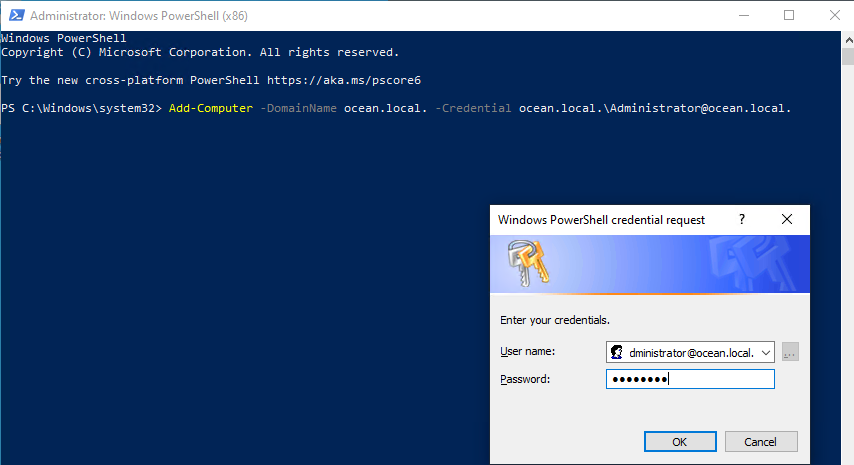 Administrator: Windows PowerShell (x86)
Windows PowerShell
Copyright (C) Microsoft Corporation. All rights reserved.
Try the new cross-platform PowerShell https://aka.ms/pscore6
PS C:\Windows\system32> Add-Computer -DomainName ocean.local. -Credential ocean.local.\Administrator@ocean.local.
Windows PowerShell credential request ?
Enter your credentials.
User name: dministrator@ocean.local. ...
Password: ●●●●●●●●
OK Cancel